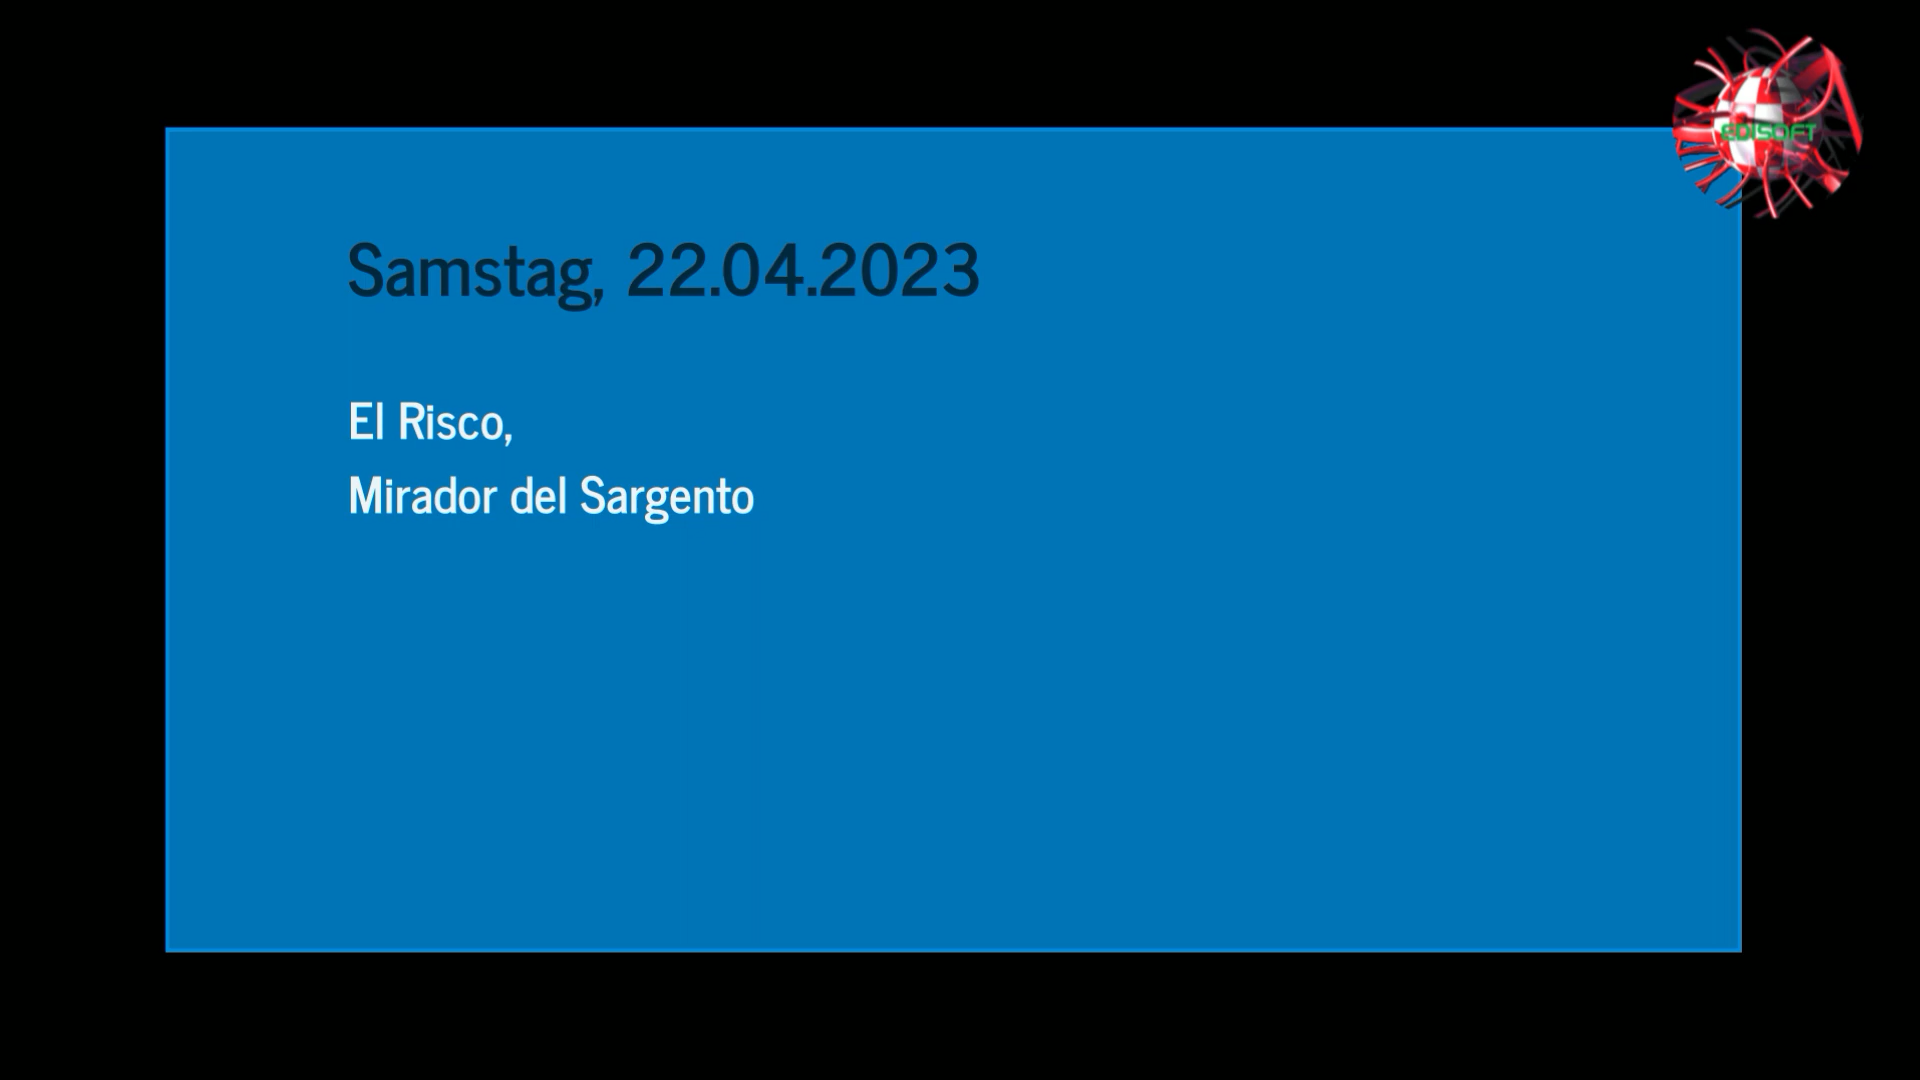 EDISOFT
Samstag, 22.04.2023
El Risco,
Mirador del Sargento